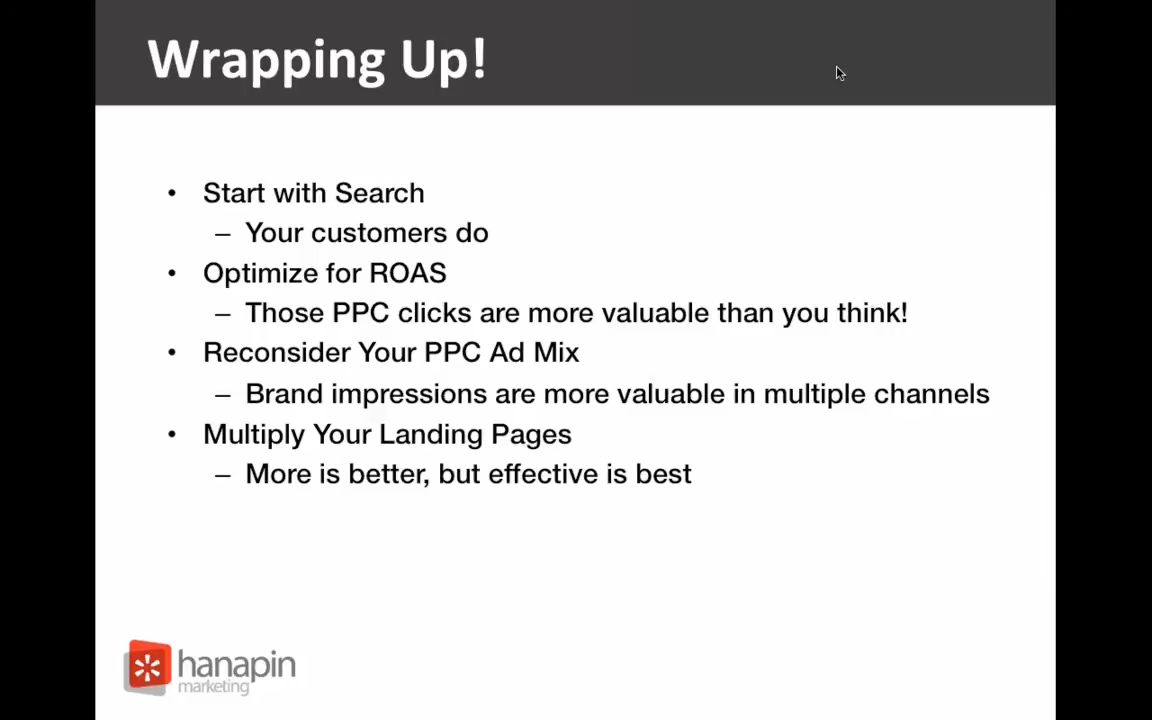 Wrapping Up!
• Start with Search
– Your customers do
• Optimize for ROAS
– Those PPC clicks are more valuable than you think!
• Reconsider Your PPC Ad Mix
– Brand impressions are more valuable in multiple channels
• Multiply Your Landing Pages
– More is better, but effective is best
hanapin
marketing